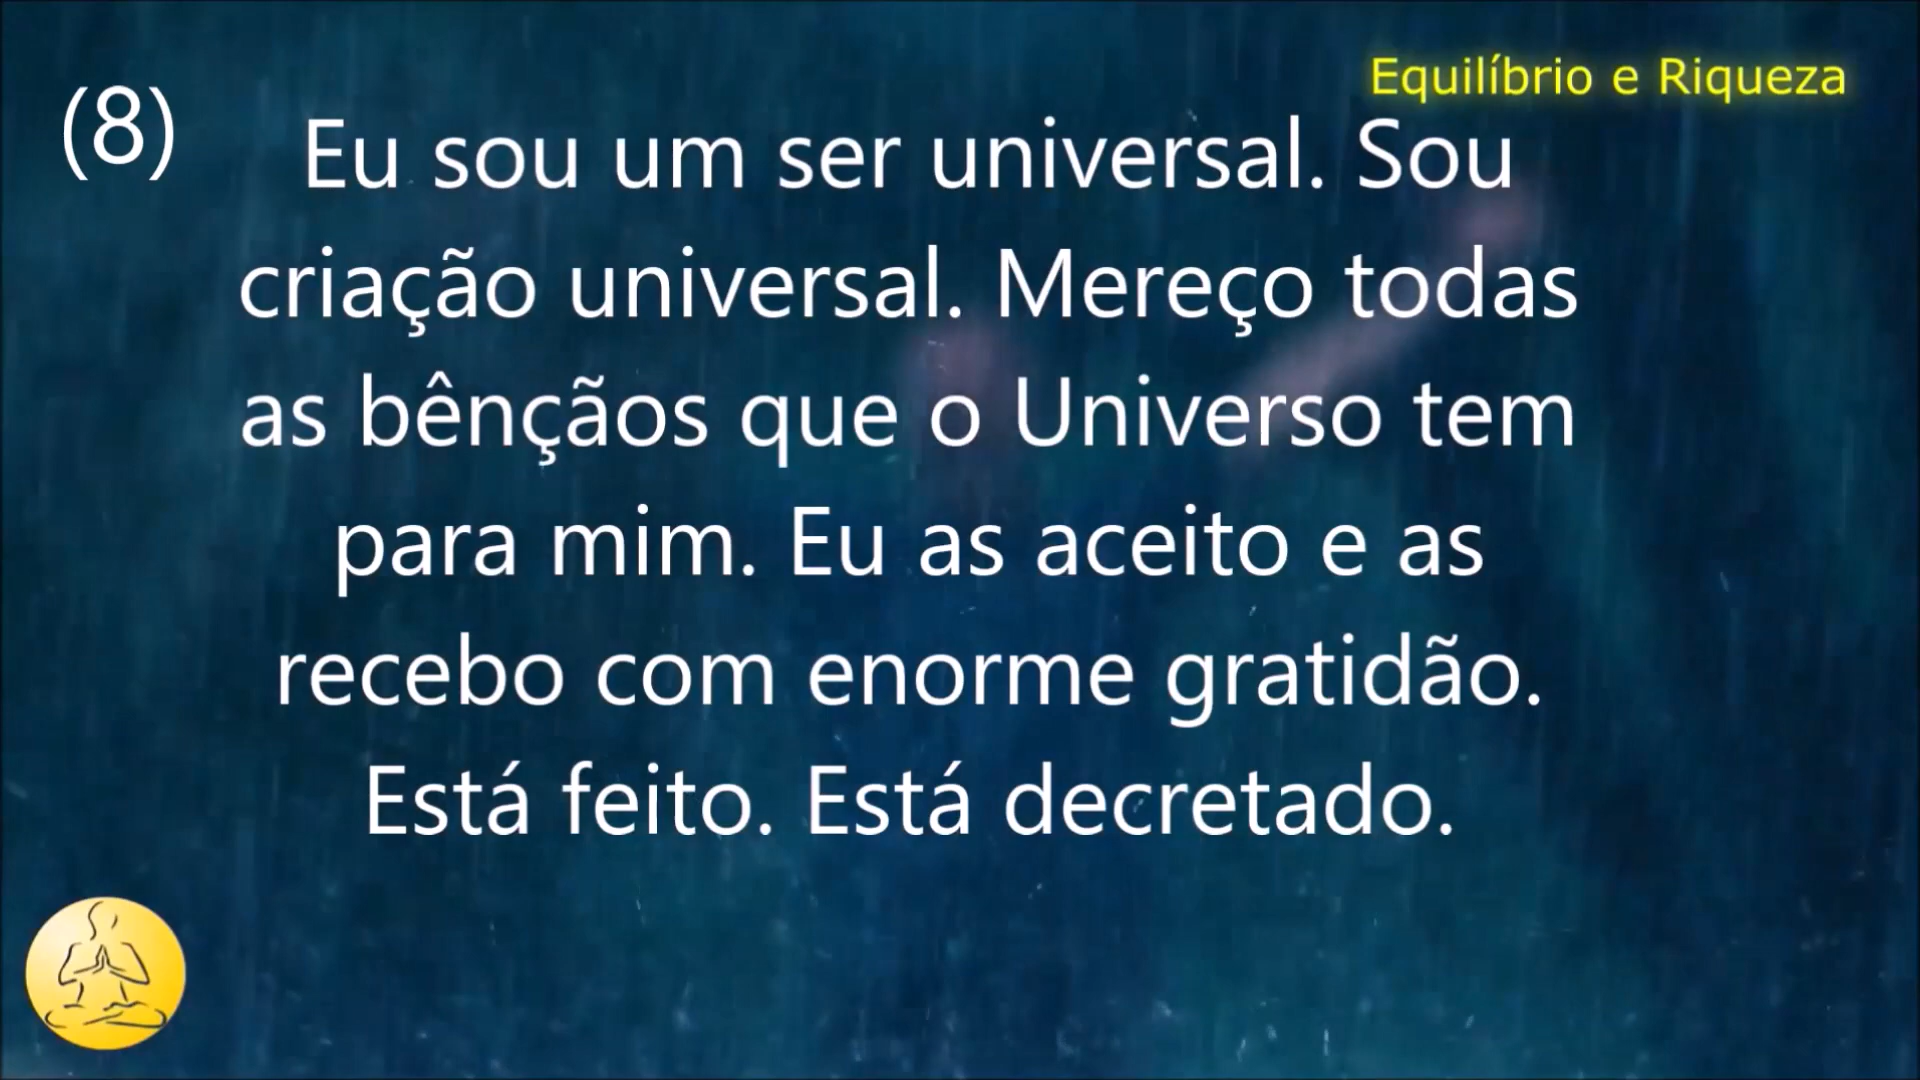 Equilíbrio e Riqueza
(8)
Eu sou um ser universal. Sou
criação universal. Mereço todas
as bênçãos que o Universo tem
para mim. Eu as aceito e as
recebo com enorme gratidão.
Está feito. Está decretado.